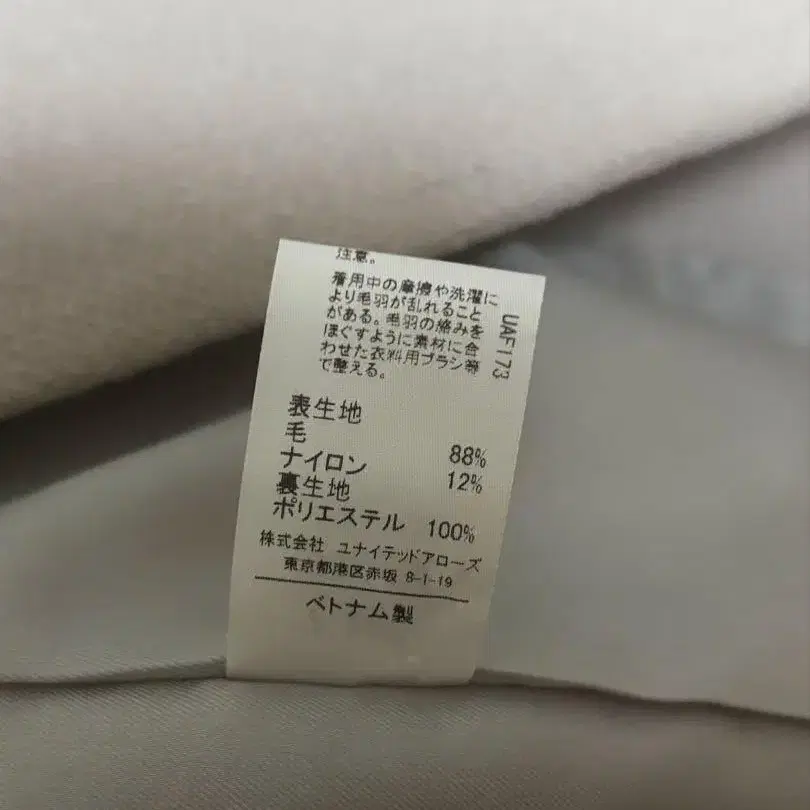 注意。
着用中の摩擦や洗濯に
より毛羽が乱れること
がある。毛羽の絡みを
ほぐすように素材に合
わせた衣料用ブラシ等
で整える。
UAF173
表生地
毛 88%
ナイロン 12%
裏生地
ポリエステル 100%
株式会社 ユナイテッドアローズ
東京都港区赤坂 8-1-19
ベトナム製